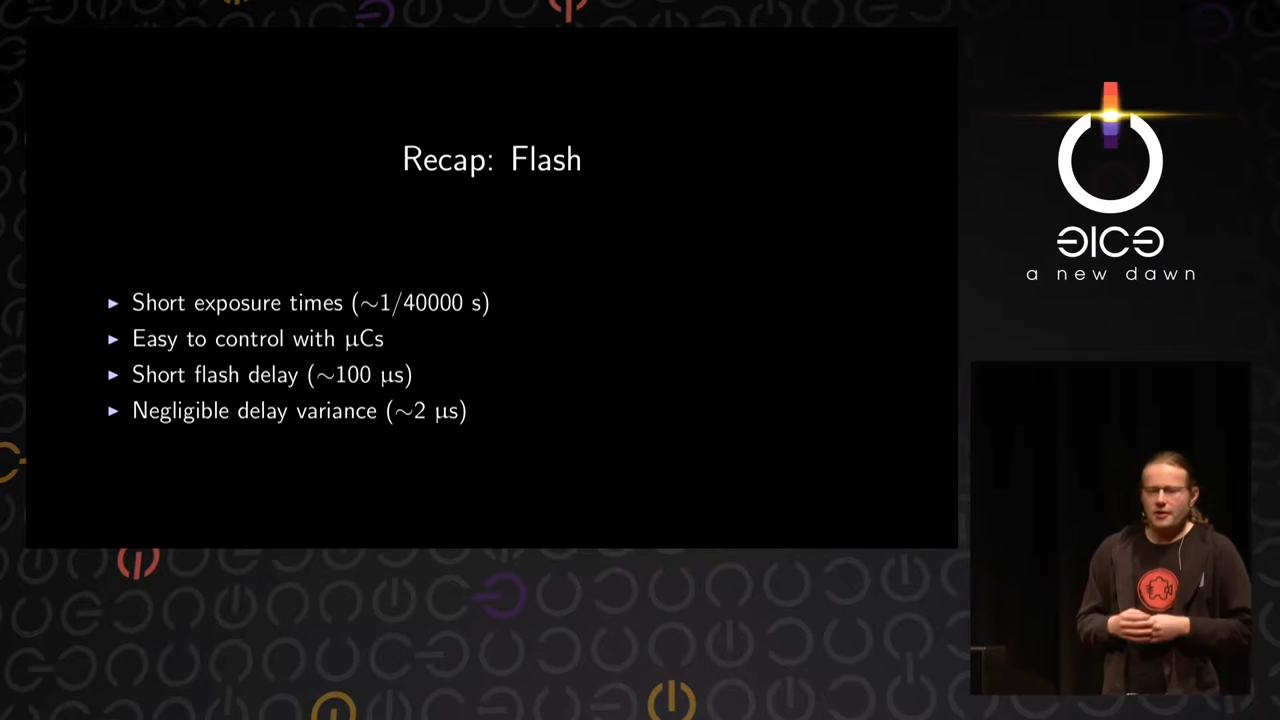 Recap: Flash
▶ Short exposure times (∼1/40000 s)
▶ Easy to control with µCs
▶ Short flash delay (∼100 µs)
▶ Negligible delay variance (∼2 µs)
a new dawn